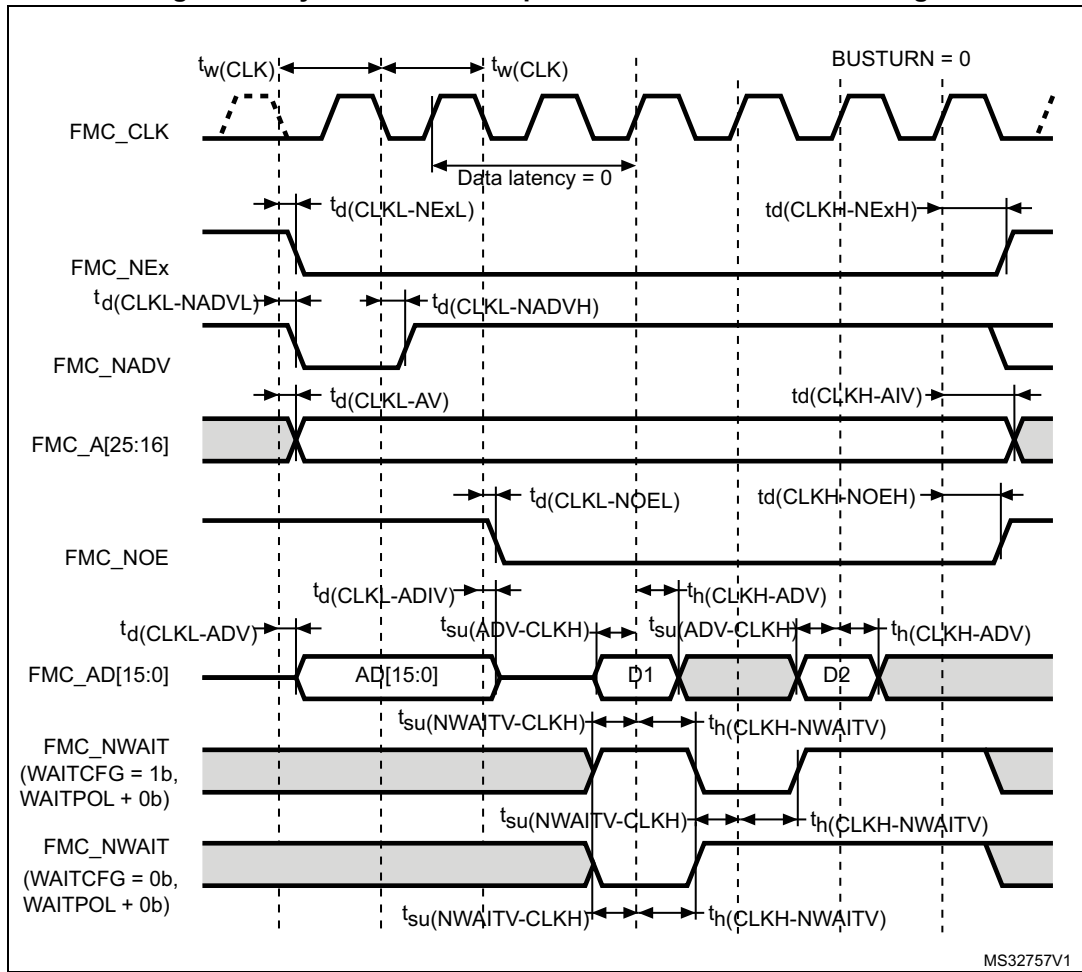 BUSTURN = 0
tw(CLK) tw(CLK)
FMC_CLK
Data latency = 0
td(CLKL-NExL) td(CLKH-NExH)
FMC_NEx
td(CLKL-NADVL) td(CLKL-NADVH)
FMC_NADV
td(CLKL-AV) td(CLKH-AIV)
FMC_A[25:16]
td(CLKL-NOEL) td(CLKH-NOEH)
FMC_NOE
td(CLKL-ADIV) th(CLKH-ADV)
td(CLKL-ADV) tsu(ADV-CLKH) tsu(ADV-CLKH) th(CLKH-ADV)
FMC_AD[15:0] AD[15:0] D1 D2
tsu(NWAITV-CLKH) th(CLKH-NWAITV)
FMC_NWAIT
(WAITCFG = 1b,
WAITPOL + 0b)
tsu(NWAITV-CLKH) th(CLKH-NWAITV)
FMC_NWAIT
(WAITCFG = 0b,
WAITPOL + 0b)
tsu(NWAITV-CLKH) th(CLKH-NWAITV)
MS32757V1